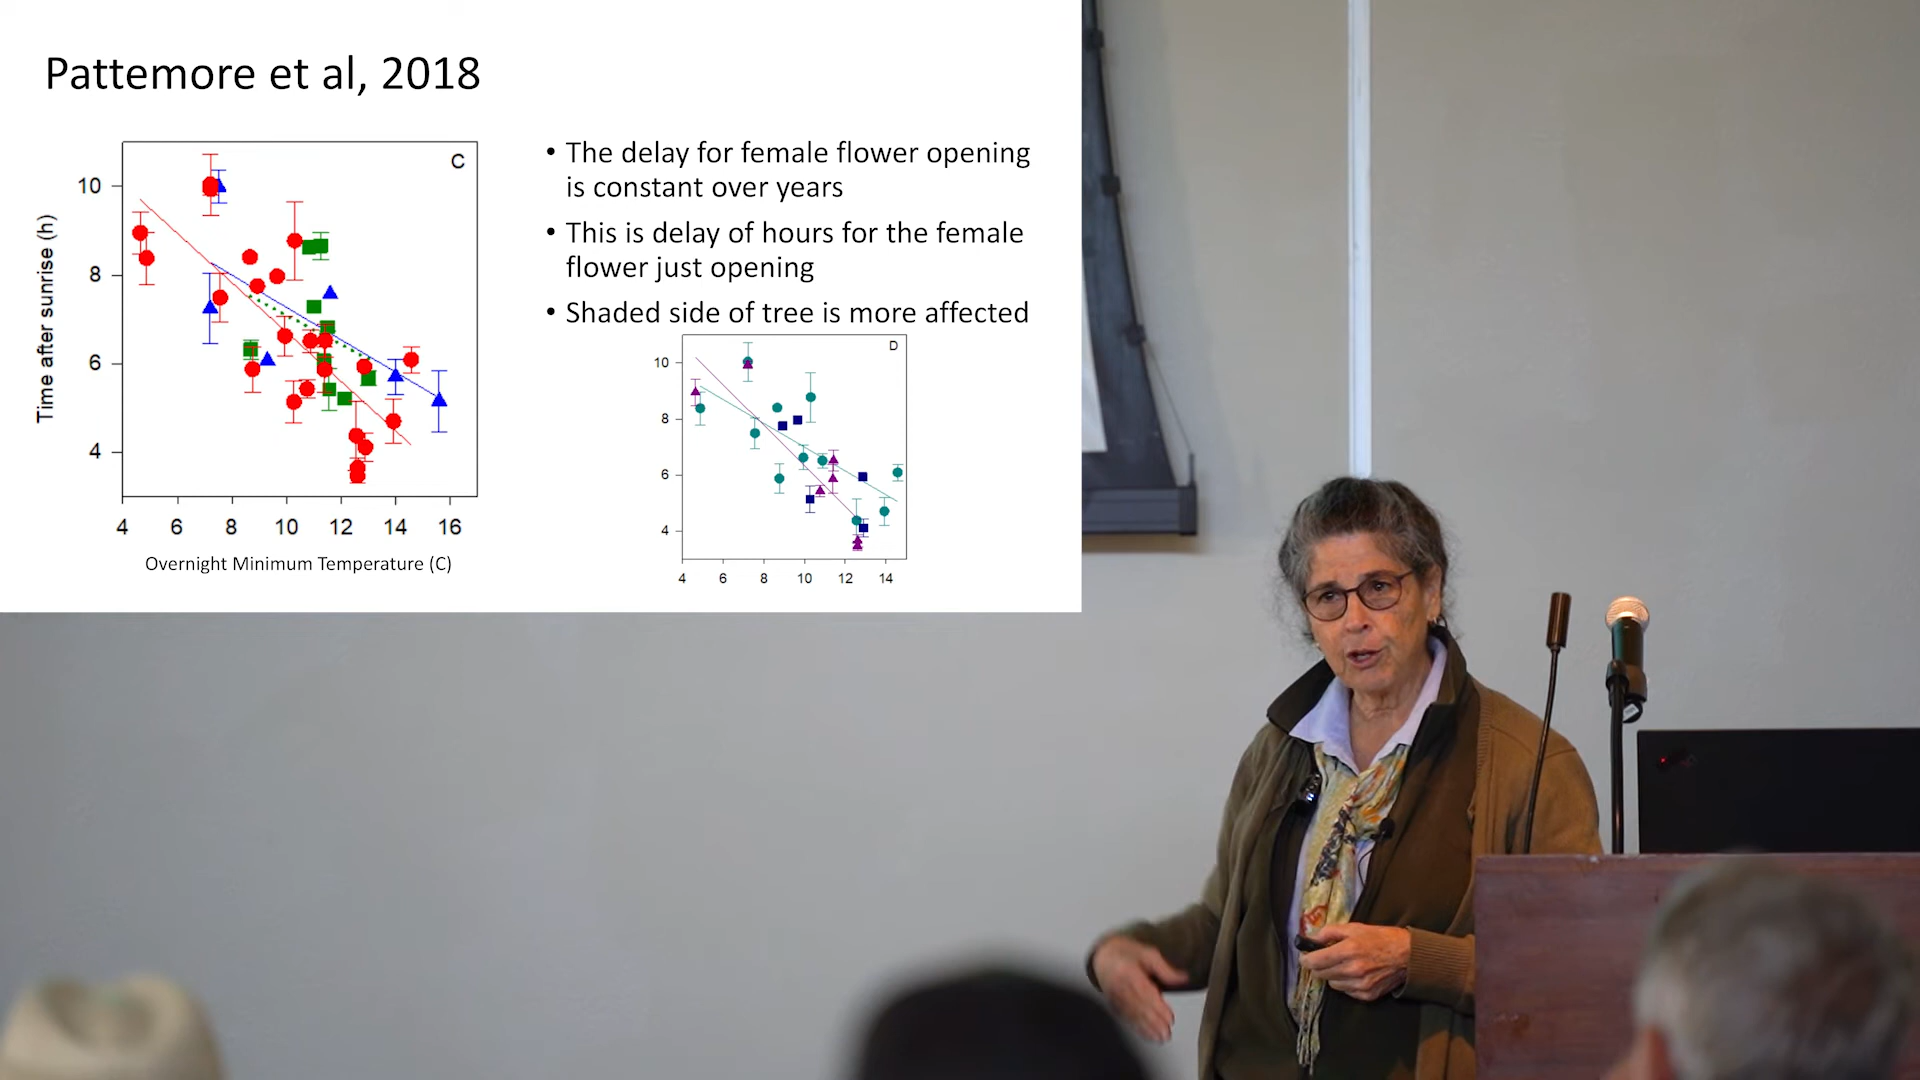 Pattemore et al, 2018
C
10
8
6
4
Time after sunrise (h)
4 6 8 10 12 14 16
Overnight Minimum Temperature (C)
• The delay for female flower opening
is constant over years
• This is delay of hours for the female
flower just opening
• Shaded side of tree is more affected
D
10
8
6
4
4 6 8 10 12 14